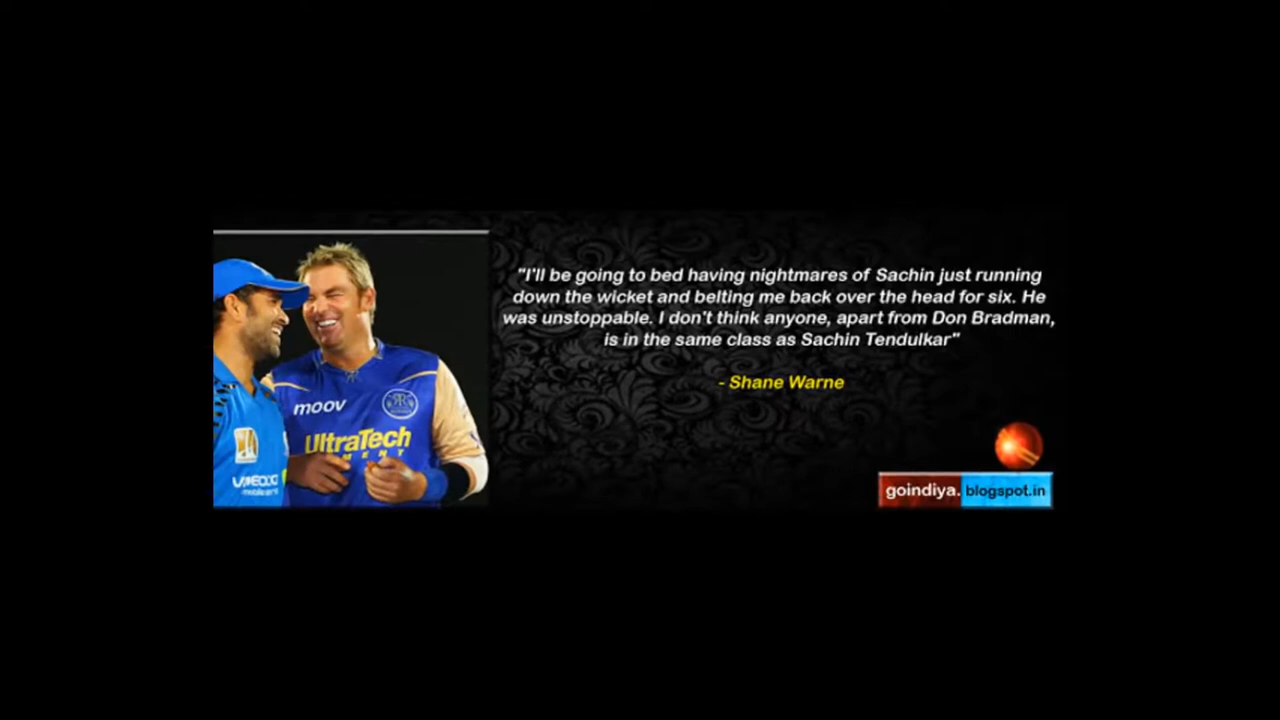 "I'll be going to bed having nightmares of Sachin just running
down the wicket and belting me back over the head for six. He
was unstoppable. I don't think anyone, apart from Don Bradman,
is in the same class as Sachin Tendulkar"
- Shane Warne
moov
RR
UltraTech
goindiya.blogspot.in